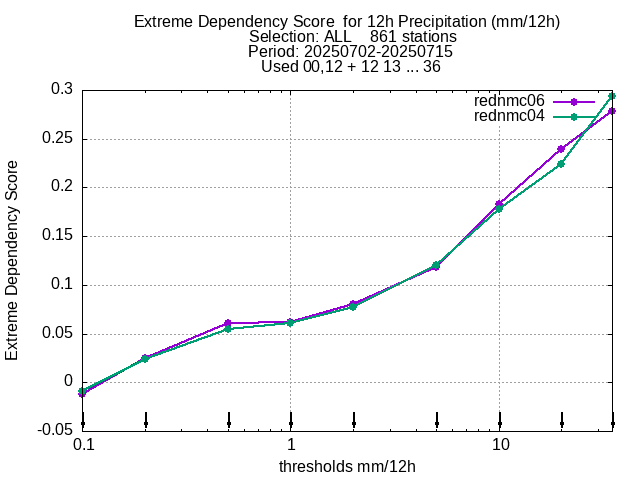 Extreme Dependency Score  for 12h Precipitation (mm/12h)
Selection: ALL    861 stations
Period: 20250702-20250715
Used 00,12 + 12 13 ... 36
rednmc06
rednmc04
0.3
0.25
0.2
0.15
0.1
0.05
0
-0.05
Extreme Dependency Score
0.1
1
10
thresholds mm/12h